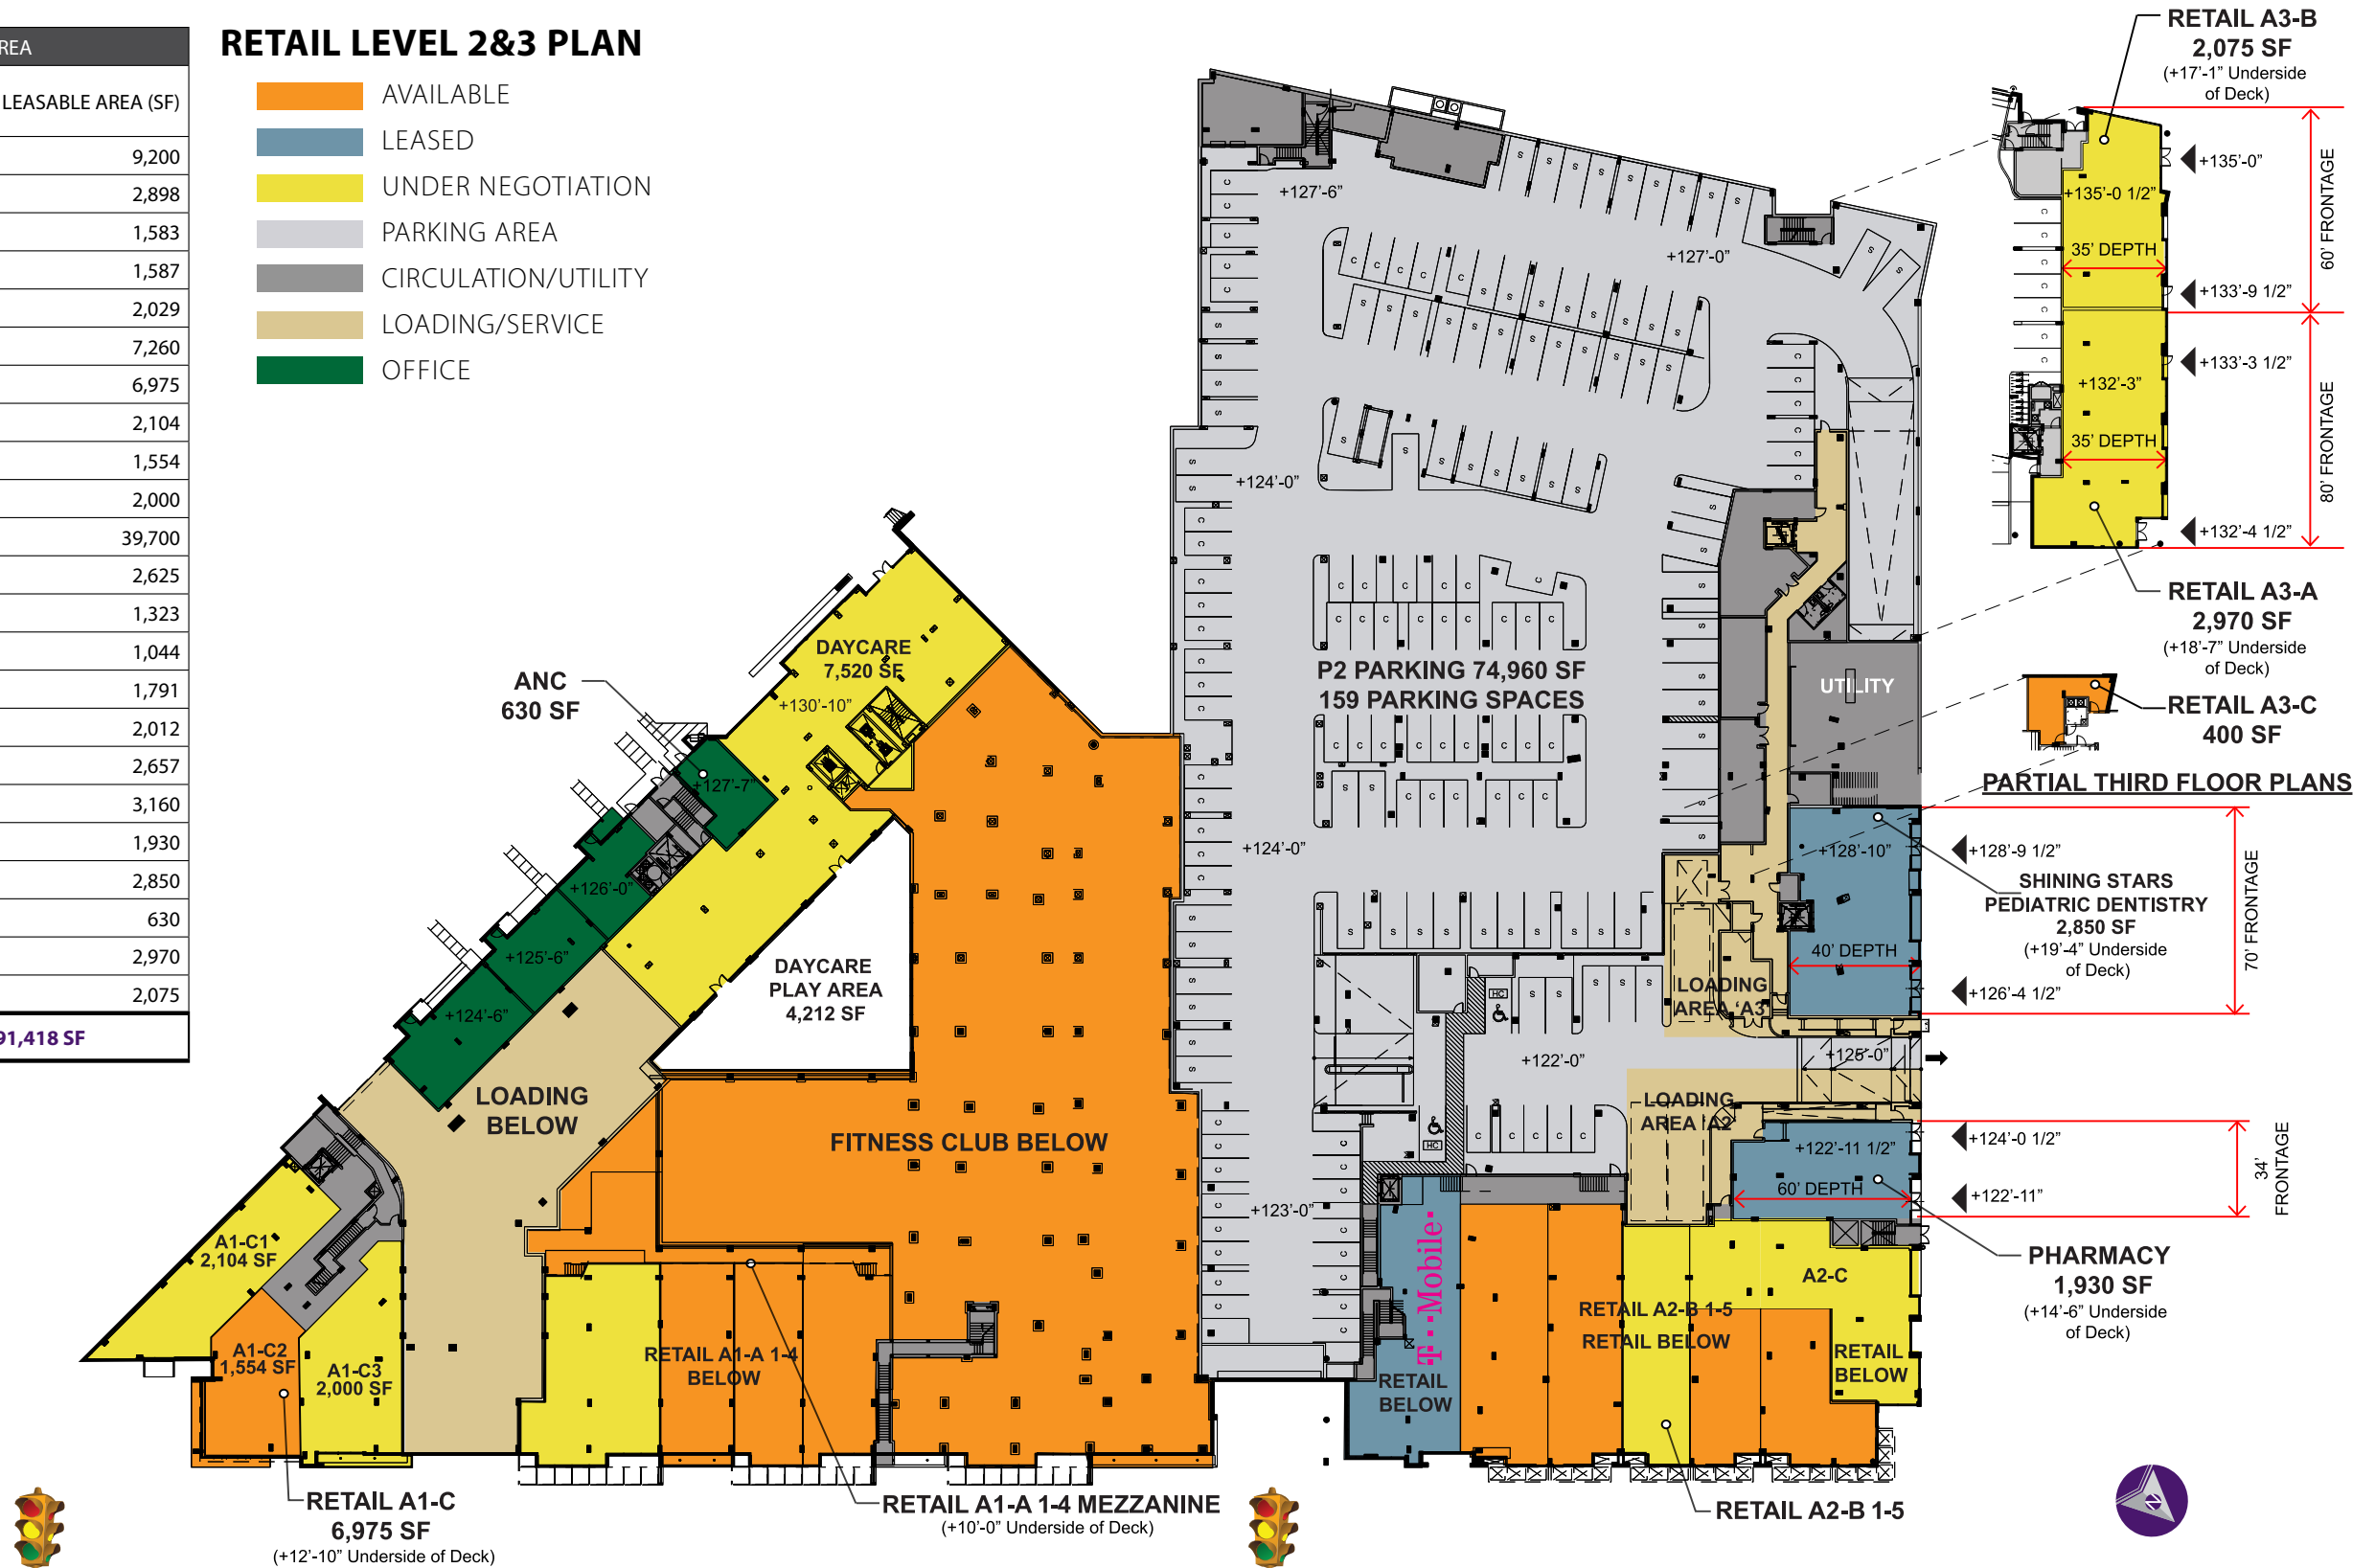 REA
LEASABLE AREA (SF)
9,200
2,898
1,583
1,587
2,029
7,260
6,975
2,104
1,554
2,000
39,700
2,625
1,323
1,044
1,791
2,012
2,657
3,160
1,930
2,850
630
2,970
2,075
91,418 SF
RETAIL LEVEL 2&3 PLAN
AVAILABLE
LEASED
UNDER NEGOTIATION
PARKING AREA
CIRCULATION/UTILITY
LOADING/SERVICE
OFFICE
RETAIL A3-B
2,075 SF
(+17'-1" Underside
of Deck)
+135'-0"
+135'-0 1/2"
35' DEPTH
60' FRONTAGE
+133'-9 1/2"
+133'-3 1/2"
+132'-3"
35' DEPTH
80' FRONTAGE
+132'-4 1/2"
RETAIL A3-A
2,970 SF
(+18'-7" Underside
of Deck)
RETAIL A3-C
400 SF
PARTIAL THIRD FLOOR PLANS
+127'-6"
+127'-0"
+124'-0"
P2 PARKING 74,960 SF
159 PARKING SPACES
UTILITY
+124'-0"
ANC
630 SF
DAYCARE
7,520 SF
+130'-10"
+127'-7"
+126'-0"
+125'-6"
+124'-6"
DAYCARE
PLAY AREA
4,212 SF
LOADING
BELOW
FITNESS CLUB BELOW
+128'-10"
+128'-9 1/2"
SHINING STARS
PEDIATRIC DENTISTRY
2,850 SF
(+19'-4" Underside
of Deck)
40' DEPTH
70' FRONTAGE
+126'-4 1/2"
LOADING
AREA 'A3'
HC
+122'-0"
+125'-0"
LOADING
AREA 'A2'
HC
+122'-11 1/2"
+124'-0 1/2"
60' DEPTH
+122'-11"
34'
FRONTAGE
+123'-0"
PHARMACY
1,930 SF
(+14'-6" Underside
of Deck)
A1-C1
2,104 SF
A1-C2
1,554 SF
A1-C3
2,000 SF
RETAIL A1-A 1-4
BELOW
T··Mobile·
RETAIL
BELOW
RETAIL A2-B 1-5
RETAIL BELOW
A2-C
RETAIL
BELOW
RETAIL A1-C
6,975 SF
(+12'-10" Underside of Deck)
RETAIL A1-A 1-4 MEZZANINE
(+10'-0" Underside of Deck)
RETAIL A2-B 1-5
N